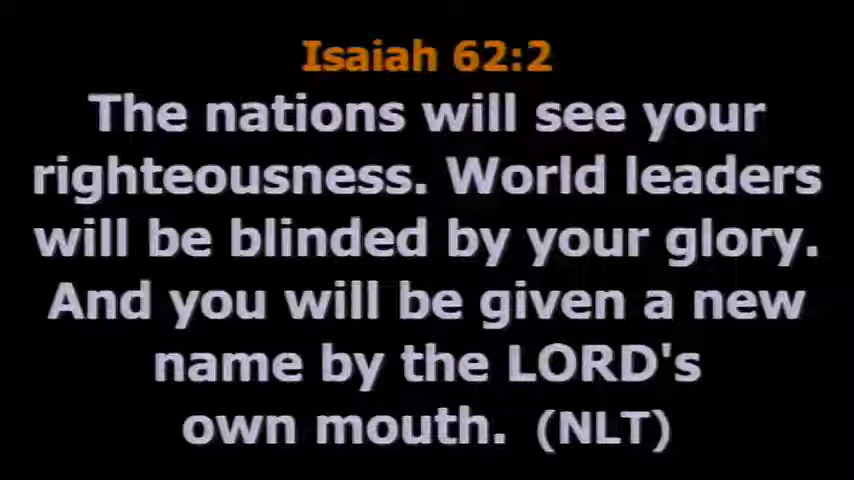 Isaiah 62:2
The nations will see your
righteousness. World leaders
will be blinded by your glory.
And you will be given a new
name by the LORD's
own mouth. (NLT)